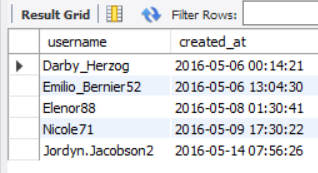 Result Grid Filter Rows:
username created_at
Darby_Herzog 2016-05-06 00:14:21
Emilio_Bernier52 2016-05-06 13:04:30
Elenor88 2016-05-08 01:30:41
Nicole71 2016-05-09 17:30:22
Jordyn.Jacobson2 2016-05-14 07:56:26